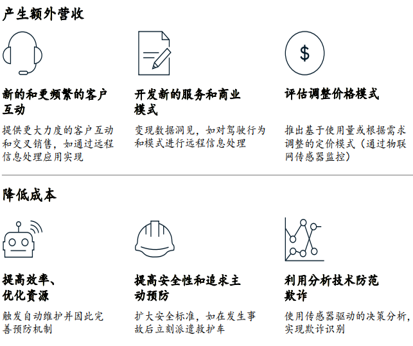 产生额外营收
新的和更频繁的客户
互动
提供更大力度的客户互动
和交叉销售，如通过远程
信息处理应用实现
开发新的服务和商业
模式
变现数据洞见，如对驾驶行为
和模式进行远程信息处理
$
评估调整价格模式
推出基于使用量或根据需求
调整的定价模式（通过物联
网传感器监控）
降低成本
提高效率、
优化资源
触发自动维护并因此完
善预防机制
提高安全性和追求主
动预防
扩大安全标准，如在发生事
故后立刻派遣救护车
利用分析技术防范
欺诈
使用传感器驱动的决策分析，
实现欺诈识别